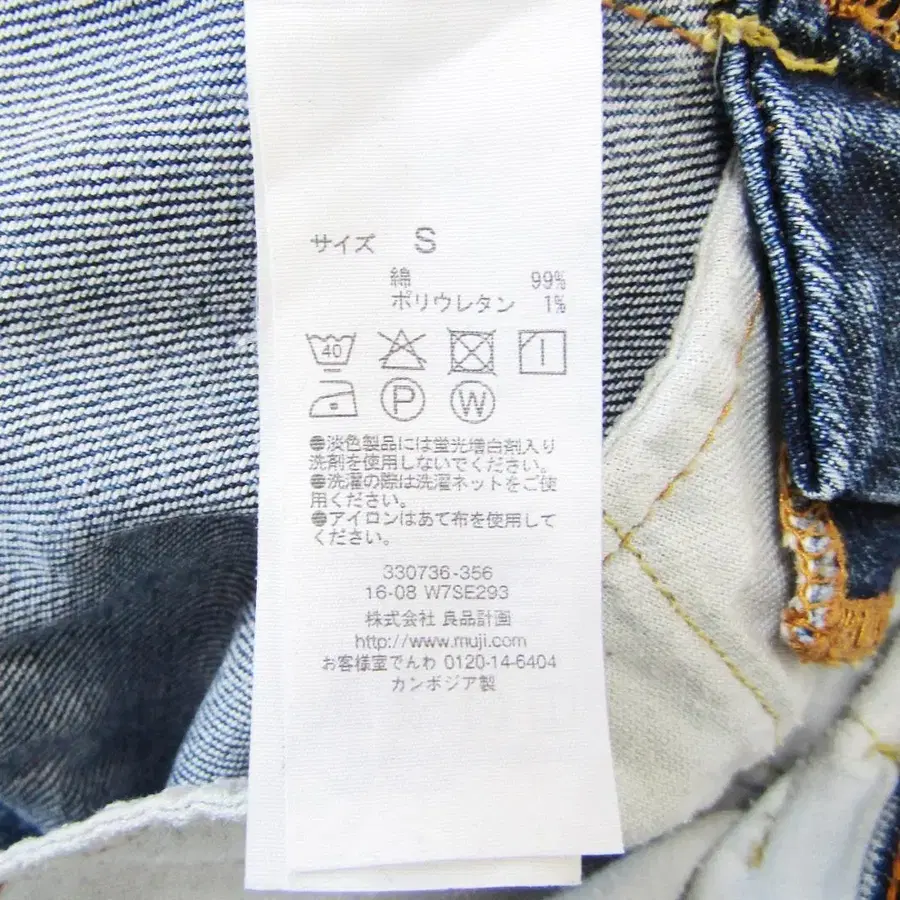 サイズ S
綿 99%
ポリウレタン 1%
40
P W
●淡色製品には蛍光増白剤入り
洗剤を使用しないでください。
●洗濯の際は洗濯ネットをご使
用ください。
●アイロンはあて布を使用して
ください。
330736-356
16-08 W7SE293
株式会社 良品計画
http://www.muji.com
お客様室でんわ 0120-14-6404
カンボジア製